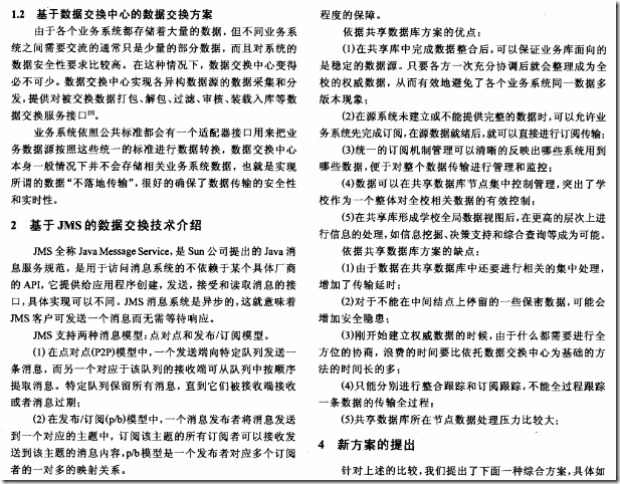 1.2 基于数据交换中心的数据交换方案
由于各个业务系统都存储着大量的数据，但不同业务系
统之间需要交流的通常只是少量的部分数据，而且对系统的
数据安全性要求比较高。在这种情况下，数据交换中心变得
必不可少。数据交换中心实现各异构数据源的数据采集和分
发，提供对被交换数据打包、解包、过滤、审核、装载入库等数
据交换服务接口[9]。
业务系统依照公共标准都会有一个适配器接口用来把业
务数据源按照这些统一的标准进行数据转换，数据交换中心
本身一般情况下并不会存储相关业务系统数据，也就是实现
所谓的数据“不落地传输”，很好的确保了数据传输的安全性
和实时性。
2 基于 JMS 的数据交换技术介绍
JMS 全称 Java Message Service，是 Sun 公司提出的 Java 消
息服务规范，是用于访问消息系统的不依赖于某个具体厂商
的 API，它提供给应用程序创建，发送，接受和读取消息的接
口，具体实现可以不同。JMS 消息系统是异步的，这就意味着
JMS 客户可发送一个消息而无需等待响应。
JMS 支持两种消息模型：点对点和发布/订阅模型。
(1) 在点对点(P2P)模型中，一个发送端向特定队列发送一
条消息，而另一个对应于该队列的接收端可从队列中按顺序
提取消息。特定队列保留所有消息，直到它们被接收端接收
或者消息过期；
(2) 在发布/订阅(p/b)模型中，一个消息发布者将消息发送
到一个对应的主题中，订阅该主题的所有订阅者可以接收发
送到该主题的消息内容，p/b模型是一个发布者对应多个订阅
者的一对多的映射关系。
程度的保障。
依据共享数据库方案的优点：
(1)在共享库中完成数据整合后，可以保证业务库面向的
是稳定的数据源。只要各方一次充分协调后就会整理成为全
校的权威数据，从而有效地避免了各个业务系统同一数据多
版本现象；
(2)在源系统未建立或不能提供完整的数据时，可以允许业
务系统先完成订阅，在源数据就绪后，就可以直接进行订阅传输；
(3)统一的订阅机制管理可以清晰的反映出哪些系统用到
哪些数据，便于对整个数据传输进行管理和监控；
(4)数据可以在共享数据库节点集中控制管理，突出了学
校作为一个整体对全校相关数据的有效控制；
(5)在共享库形成学校全局数据视图后，在更高的层次上进
行信息的处理，如信息挖掘、决策支持和综合查询等成为可能。
依据共享数据库方案的缺点：
(1)由于数据在共享数据库中还要进行相关的集中处理，
增加了传输延时；
(2)对于不能在中间结点上停留的一些保密数据，可能会
增加安全隐患；
(3)刚开始建立权威数据的时候，由于什么都需要进行全
方位的协商，浪费的时间要比依托数据交换中心为基础的方
法的时间长的多；
(4)只能分别进行整合跟踪和订阅跟踪，不能全过程跟踪
一条数据的传输全过程；
(5)共享数据库所在节点数据处理压力比较大；
4 新方案的提出
针对上述的比较，我们提出了下面一种综合方案，具体如